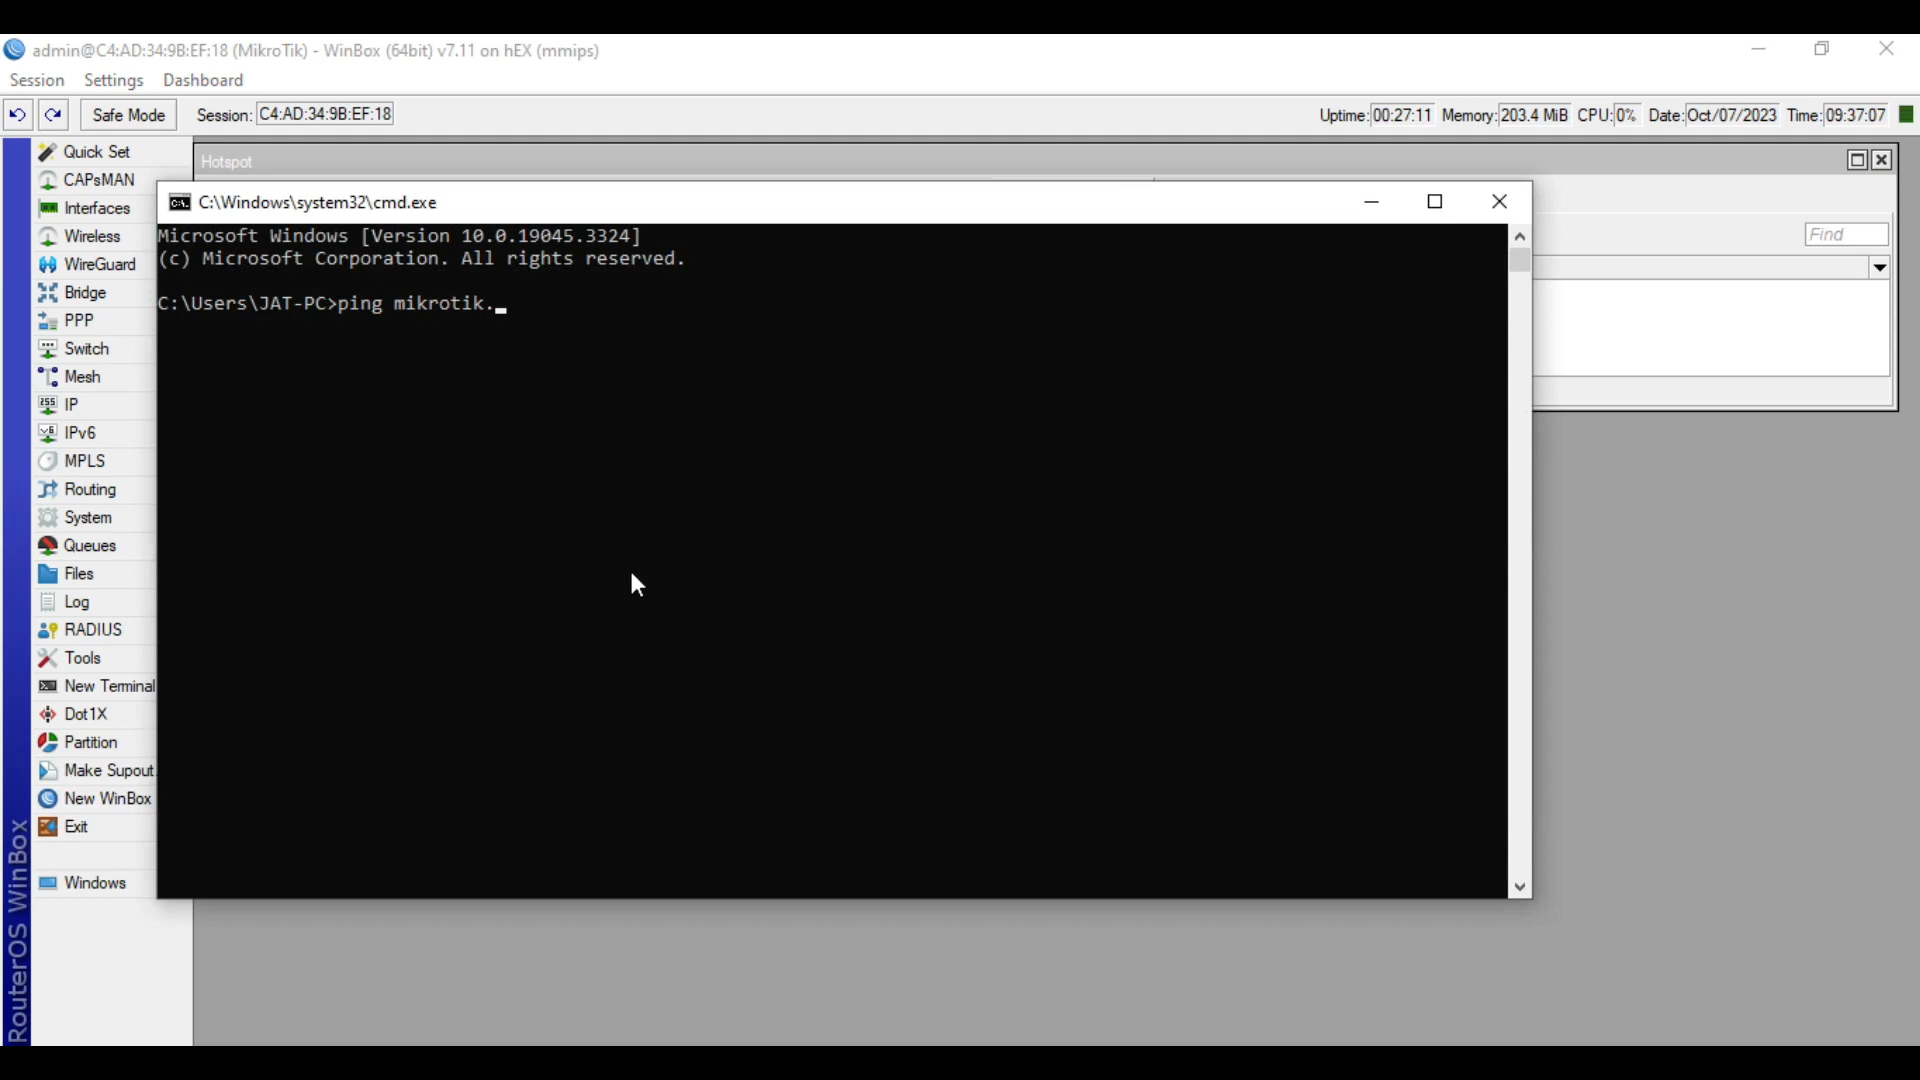 admin@C4:AD:34:9B:EF:18 (MikroTik) - WinBox (64bit) v7.11 on hEX (mmips)
Session Settings Dashboard
Safe Mode Session: C4:AD:34:9B:EF:18 Uptime: 00:27:11 Memory: 203.4 MiB CPU: 0% Date: Oct/07/2023 Time: 09:37:07
Quick Set
CAPsMAN
Interfaces
Wireless
WireGuard
Bridge
PPP
Switch
Mesh
IP
IPv6
MPLS
Routing
System
Queues
Files
Log
RADIUS
Tools
New Terminal
Dot1X
Partition
Make Supout
New WinBox
Exit
Windows
RouterOS WinBox
Hotspot
Find
C:\Windows\system32\cmd.exe
Microsoft Windows [Version 10.0.19045.3324]
(c) Microsoft Corporation. All rights reserved.
C:\Users\JAT-PC>ping mikrotik._